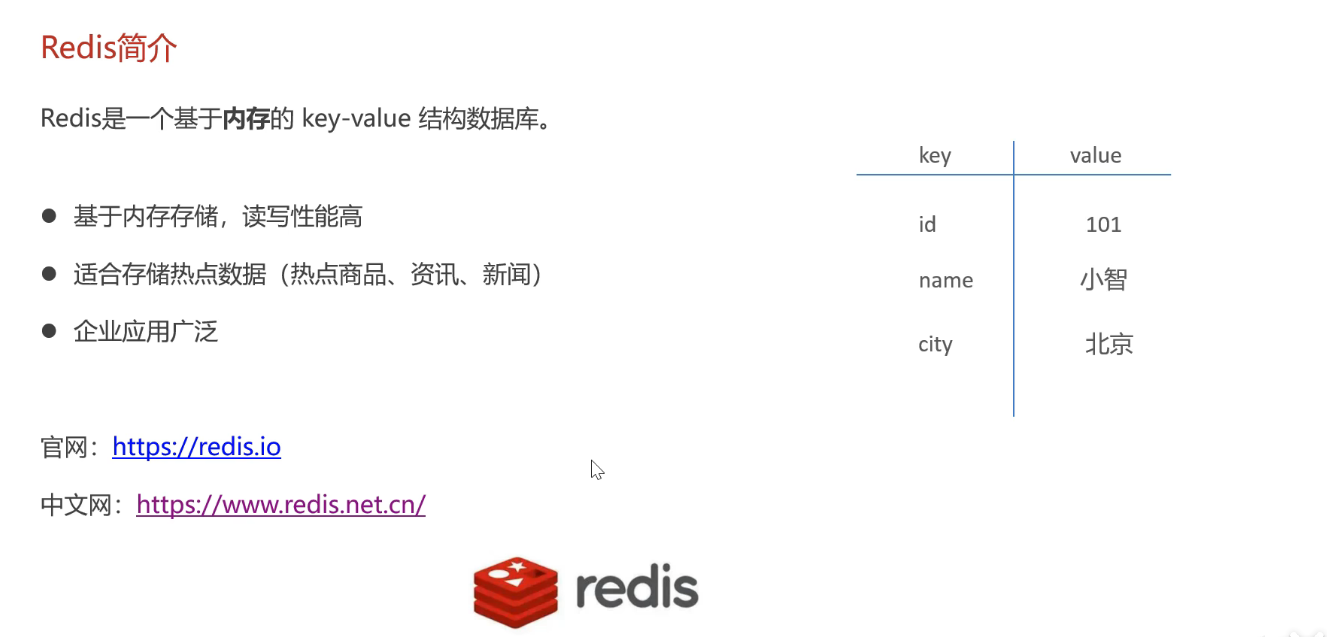 Redis简介
Redis是一个基于内存的 key-value 结构数据库。
● 基于内存存储，读写性能高
● 适合存储热点数据（热点商品、资讯、新闻）
● 企业应用广泛
key value
id 101
name 小智
city 北京
官网：https://redis.io
中文网：https://www.redis.net.cn/
redis